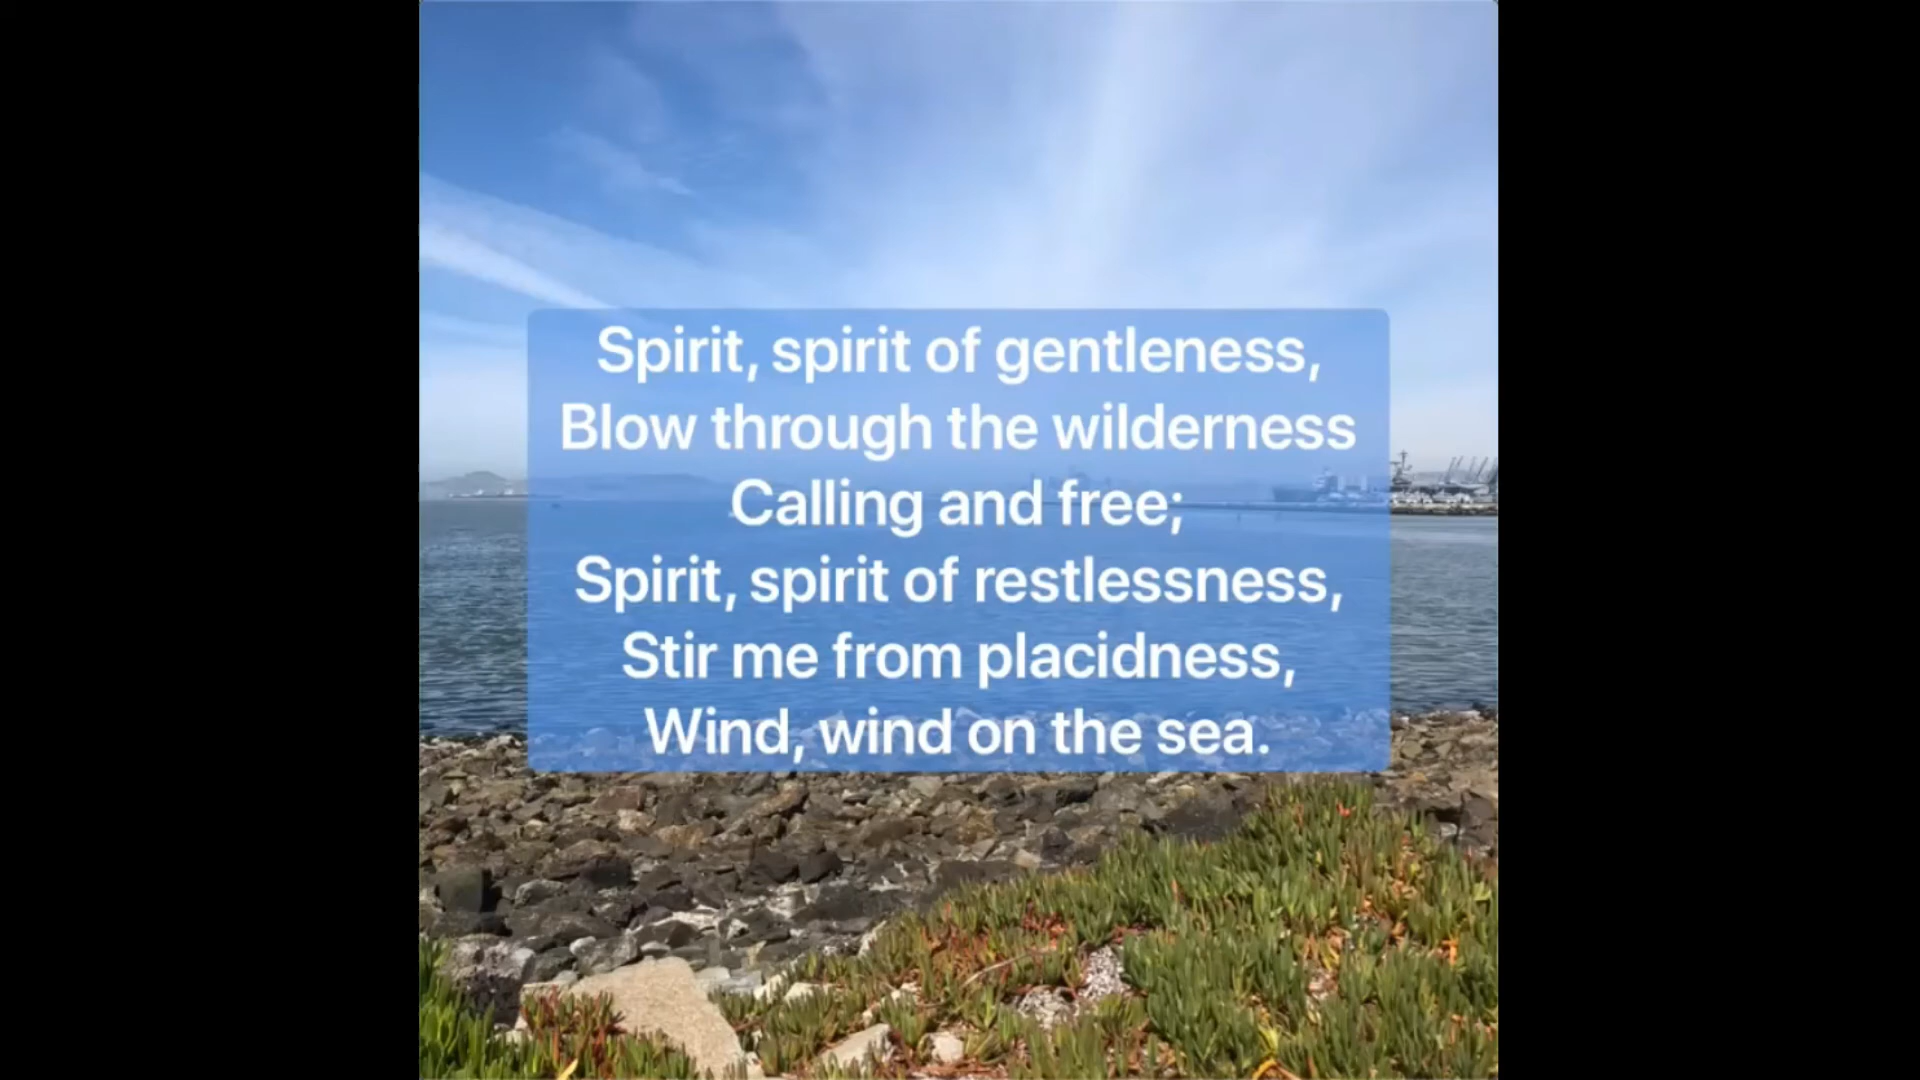 Spirit, spirit of gentleness,
Blow through the wilderness
Calling and free;
Spirit, spirit of restlessness,
Stir me from placidness,
Wind, wind on the sea.